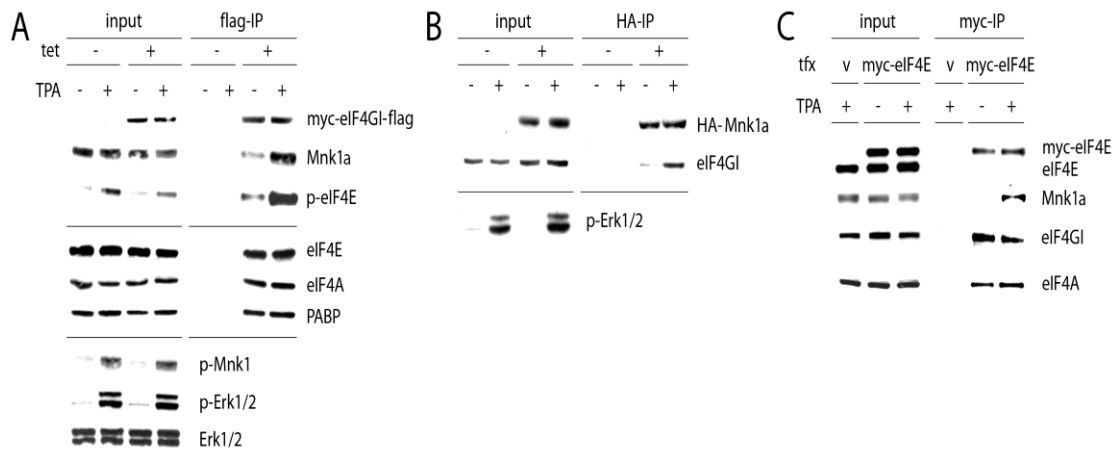 A
input flag-IP
tet - + - +
TPA - + - + - + - +
myc-eIF4GI-flag
Mnk1a
p-eIF4E
eIF4E
eIF4A
PABP
p-Mnk1
p-Erk1/2
Erk1/2
B
input HA-IP
- + - +
- + - + - + - +
HA-Mnk1a
eIF4GI
p-Erk1/2
C
input myc-IP
tfx v myc-eIF4E v myc-eIF4E
TPA + - + + - +
myc-eIF4E
eIF4E
Mnk1a
eIF4GI
eIF4A